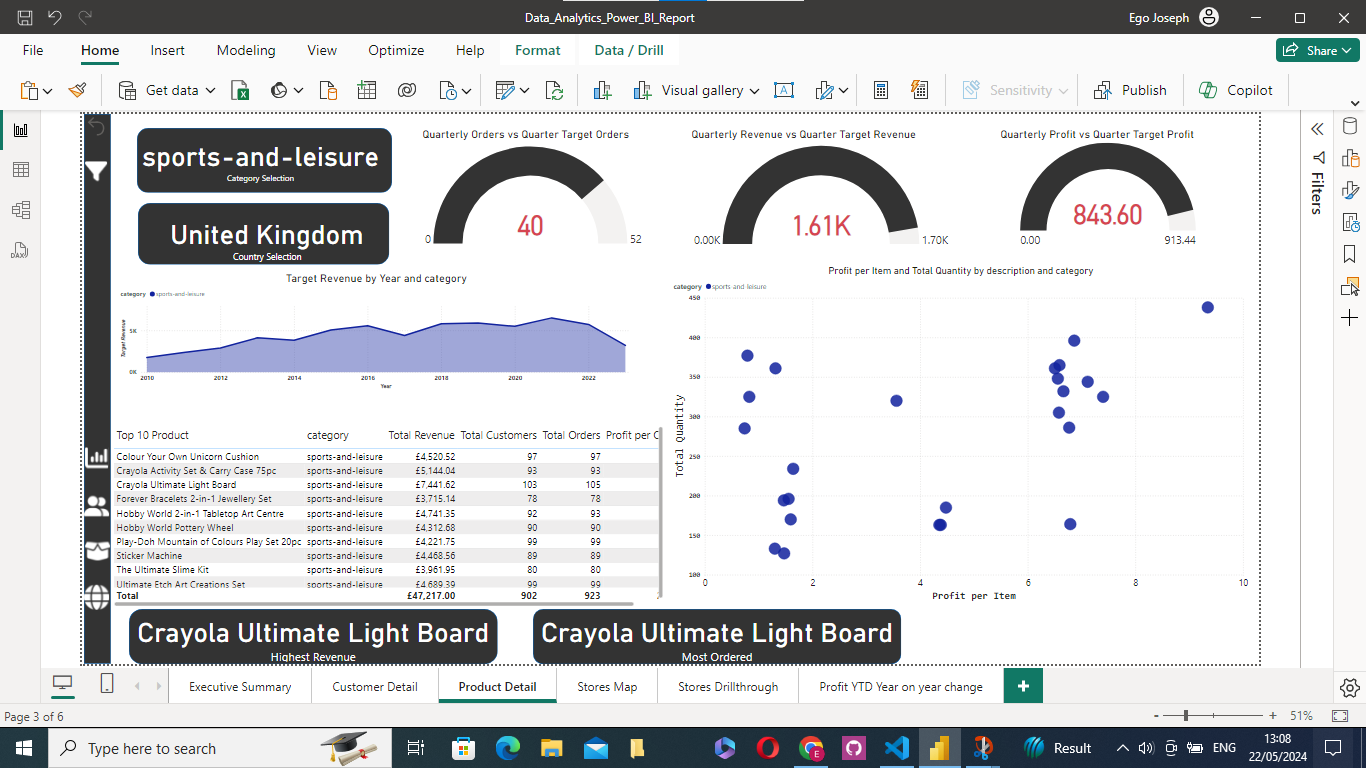 Data_Analytics_Power_BI_Report
Ego Joseph
File Home Insert Modeling View Optimize Help Format Data / Drill
Share
Get data
Visual gallery
Sensitivity
Publish
Copilot
sports-and-leisure
Category Selection
United Kingdom
Country Selection
Quarterly Orders vs Quarter Target Orders
40
0
52
Quarterly Revenue vs Quarter Target Revenue
1.61K
0.00K
1.70K
Quarterly Profit vs Quarter Target Profit
843.60
0.00
913.44
Filters
Target Revenue by Year and category
category sports-and-leisure
Target Revenue
5K
0K
2010 2012 2014 2016 2018 2020 2022
Year
Profit per Item and Total Quantity by description and category
category sports-and-leisure
Total Quantity
450
400
350
300
250
200
150
100
0 2 4 6 8 10
Profit per Item
Top 10 Product category Total Revenue Total Customers Total Orders Profit per C
Colour Your Own Unicorn Cushion sports-and-leisure £4,520.52 97 97
Crayola Activity Set & Carry Case 75pc sports-and-leisure £5,144.04 93 93
Crayola Ultimate Light Board sports-and-leisure £7,441.62 103 105
Forever Bracelets 2-in-1 Jewellery Set sports-and-leisure £3,715.14 78 78
Hobby World 2-in-1 Tabletop Art Centre sports-and-leisure £4,741.35 92 93
Hobby World Pottery Wheel sports-and-leisure £4,312.68 90 90
Play-Doh Mountain of Colours Play Set 20pc sports-and-leisure £4,221.75 99 99
Sticker Machine sports-and-leisure £4,468.56 89 89
The Ultimate Slime Kit sports-and-leisure £3,961.95 80 80
Ultimate Etch Art Creations Set sports-and-leisure £4,689.39 99 99
Total £47,217.00 902 923
Crayola Ultimate Light Board
Highest Revenue
Crayola Ultimate Light Board
Most Ordered
Executive Summary Customer Detail Product Detail Stores Map Stores Drillthrough Profit YTD Year on year change
Page 3 of 6
- + 51%
Type here to search
Result
ENG
13:08
22/05/2024